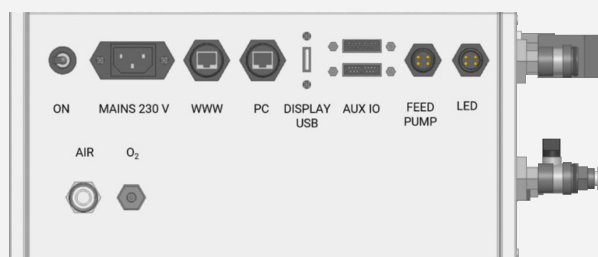 ON
MAINS 230 V
WWW
PC
DISPLAY
USB
AUX IO
FEED
PUMP
LED
AIR
O₂